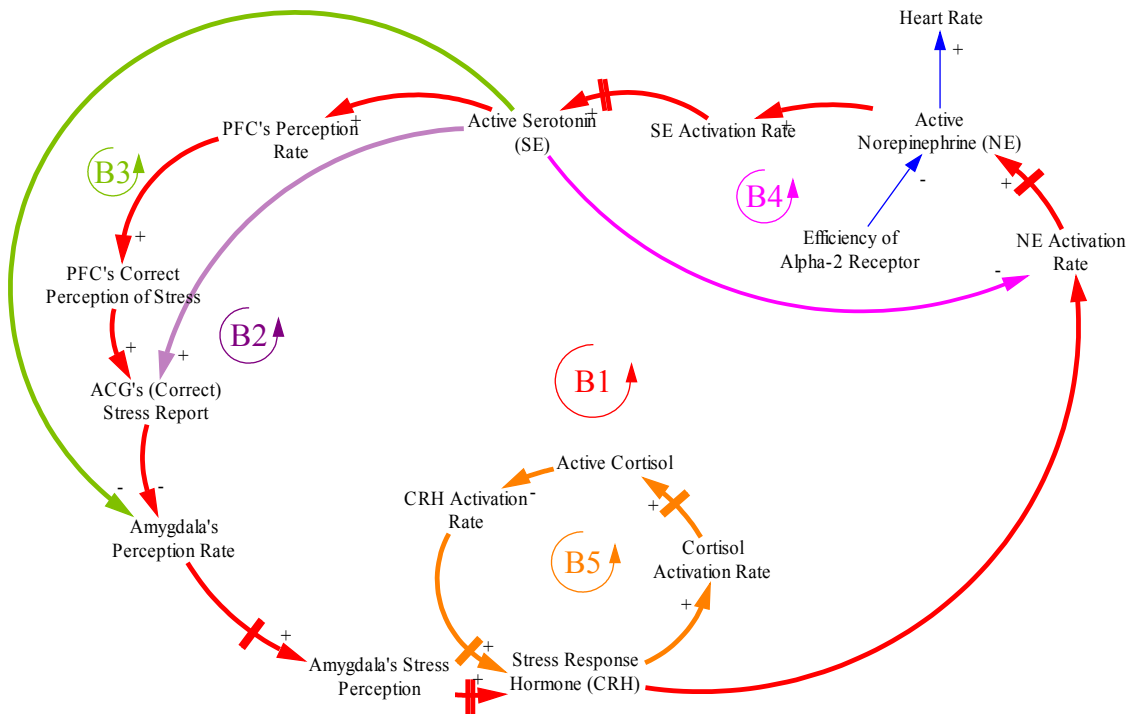 Heart Rate
+
Active Serotonin
(SE)
+
SE Activation Rate
+
Active
Norepinephrine (NE)
PFC's Perception
Rate
+
B3
B4
-
+
Efficiency of
Alpha-2 Receptor
NE Activation
Rate
-
+
PFC's Correct
Perception of Stress
B2
+
+
B1
ACG's (Correct)
Stress Report
Active Cortisol
-
-
CRH Activation
Rate
-
+
Amygdala's
Perception Rate
B5
Cortisol
Activation Rate
+
+
+
Amygdala's Stress
Perception
+
Stress Response
Hormone (CRH)